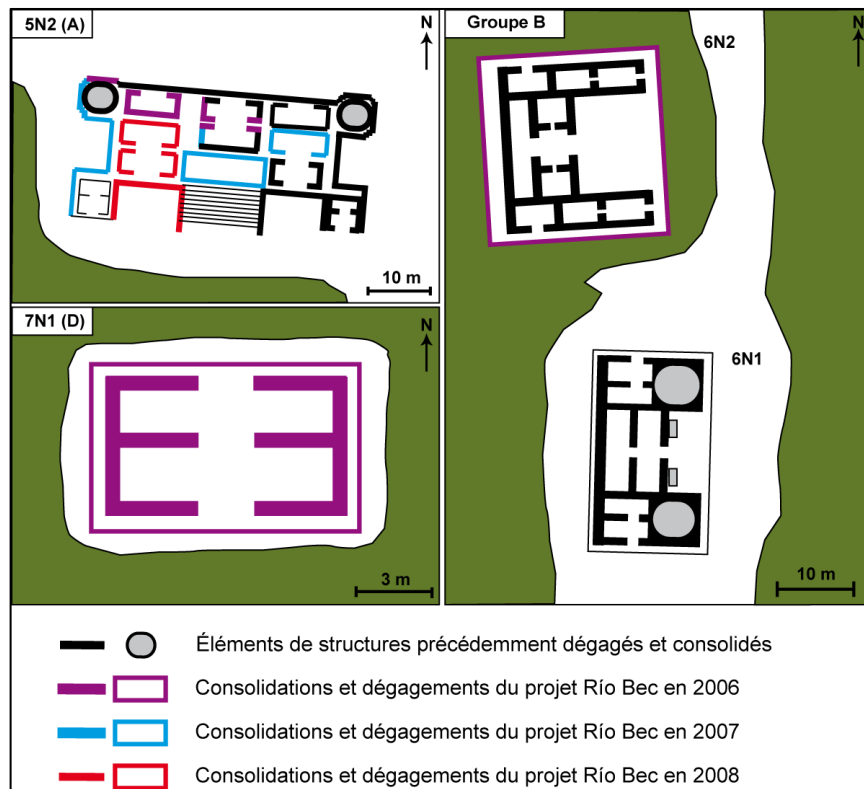 5N2 (A)
N
10 m
7N1 (D)
N
3 m
Groupe B
6N2
N
6N1
10 m
Éléments de structures précédemment dégagés et consolidés
Consolidations et dégagements du projet Río Bec en 2006
Consolidations et dégagements du projet Río Bec en 2007
Consolidations et dégagements du projet Río Bec en 2008